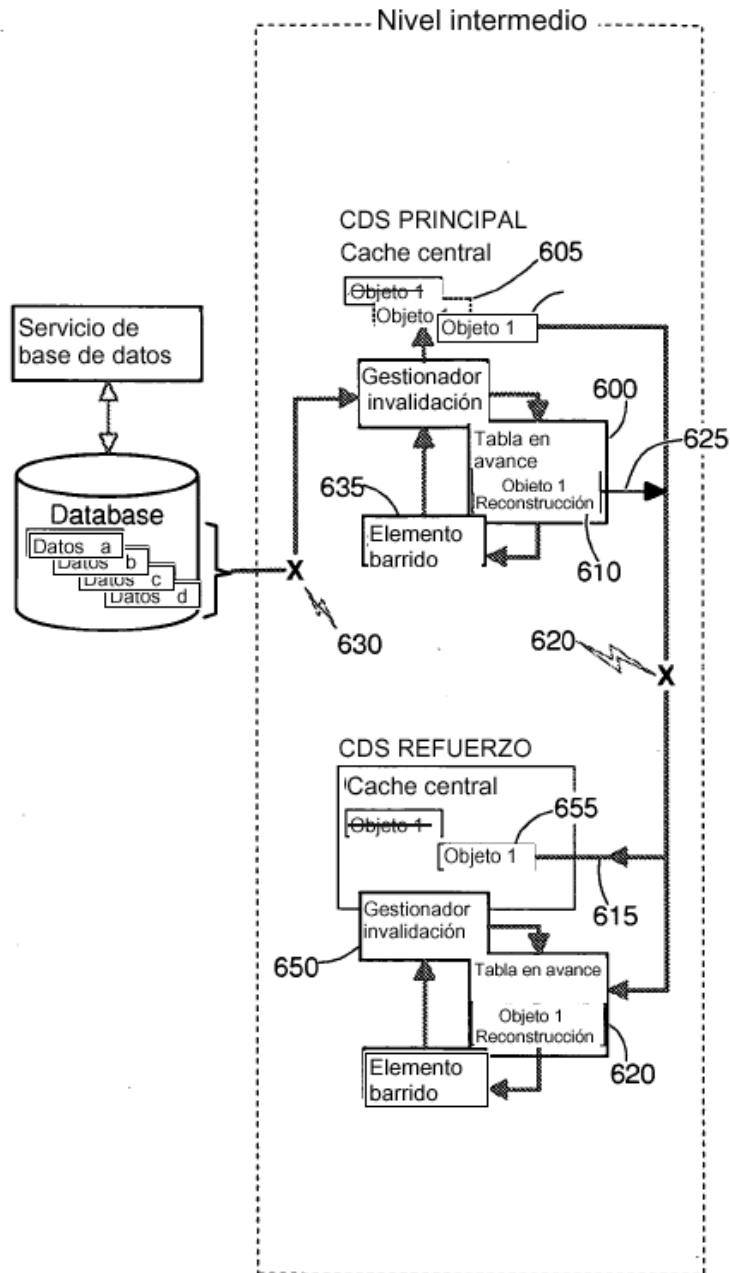 Nivel intermedio
CDS PRINCIPAL
Cache central
605
Objeto 1
Objeto
Objeto 1
Servicio de
base de datos
Gestionador
invalidación
600
Tabla en
avance
625
Objeto 1
Reconstrucción
635
Database
Datos a
Datos b
Datos c
Datos d
Elemento
barrido
610
X
630
620
X
CDS REFUERZO
Cache central
655
Objeto 1
Objeto 1
615
Gestionador
invalidación
650
Tabla en avance
Objeto 1
Reconstrucción
620
Elemento
barrido